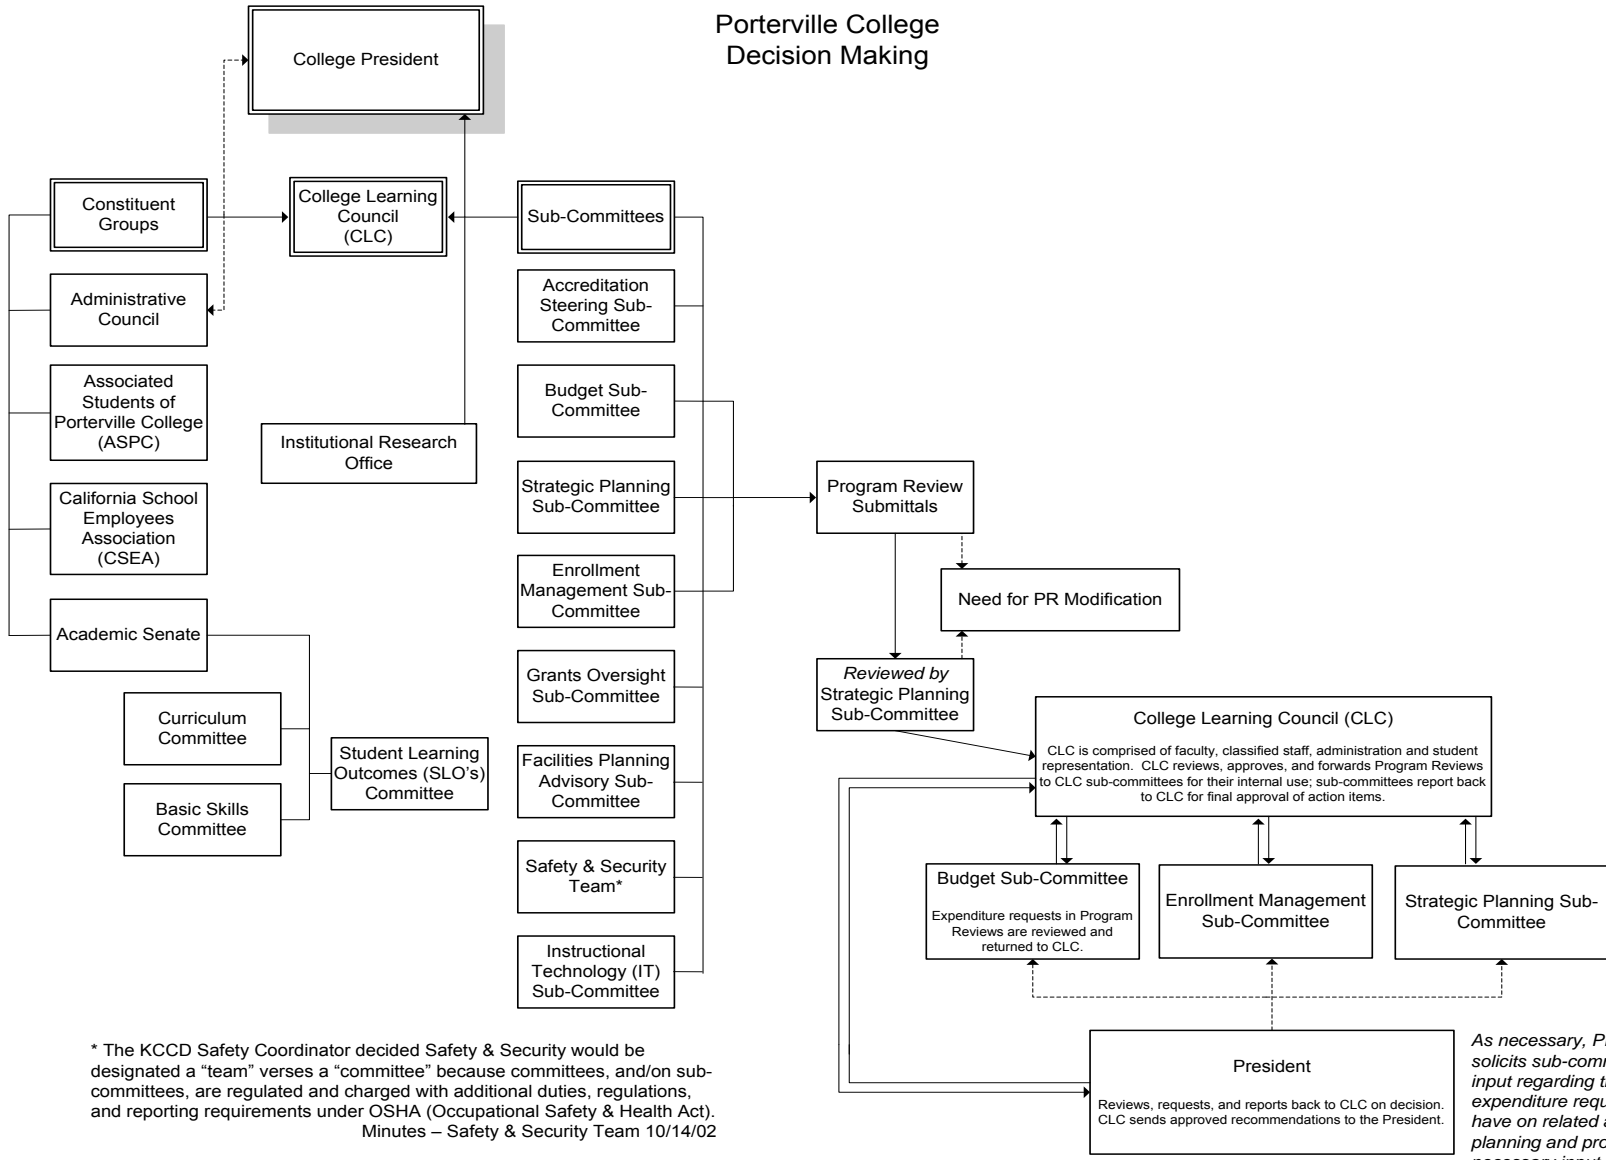 Porterville College
Decision Making
College President
Constituent
Groups
College Learning
Council
(CLC)
Sub-Committees
Administrative
Council
Associated
Students of
Porterville College
(ASPC)
California School
Employees
Association
(CSEA)
Academic Senate
Curriculum
Committee
Basic Skills
Committee
Student Learning
Outcomes (SLO's)
Committee
Institutional Research
Office
Accreditation
Steering Sub-
Committee
Budget Sub-
Committee
Strategic Planning
Sub-Committee
Enrollment
Management Sub-
Committee
Grants Oversight
Sub-Committee
Facilities Planning
Advisory Sub-
Committee
Safety & Security
Team*
Instructional
Technology (IT)
Sub-Committee
Program Review
Submittals
Need for PR Modification
Reviewed by
Strategic Planning
Sub-Committee
College Learning Council (CLC)
CLC is comprised of faculty, classified staff, administration and student
representation. CLC reviews, approves, and forwards Program Reviews
to CLC sub-committees for their internal use; sub-committees report back
to CLC for final approval of action items.
Budget Sub-Committee
Expenditure requests in Program
Reviews are reviewed and
returned to CLC.
Enrollment Management
Sub-Committee
Strategic Planning Sub-
Committee
President
Reviews, requests, and reports back to CLC on decision.
CLC sends approved recommendations to the President.
As necessary,
solicits
input regarding
expenditure
have on related
planning and
* The KCCD Safety Coordinator decided Safety & Security would be
designated a "team" verses a "committee" because committees, and/on sub-
committees, are regulated and charged with additional duties, regulations,
and reporting requirements under OSHA (Occupational Safety & Health Act).
Minutes – Safety & Security Team 10/14/02